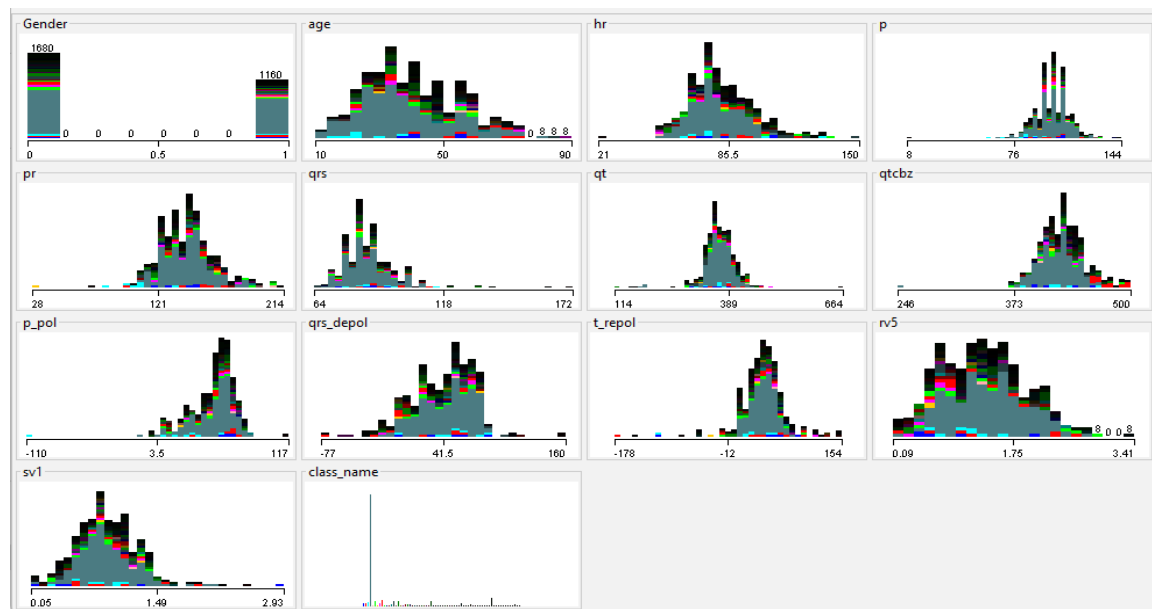 Gender
1680
1160
0 0 0 0 0 0
0 0.5 1
age
0 8 8 8
10 50 90
hr
21 85.5 150
p
8 76 144
pr
28 121 214
qrs
64 118 172
qt
114 389 664
qtcbz
246 373 500
p_pol
-110 3.5 117
qrs_depol
-77 41.5 160
t_repol
-178 -12 154
rv5
8 0 0 8
0.09 1.75 3.41
sv1
0.05 1.49 2.93
class_name